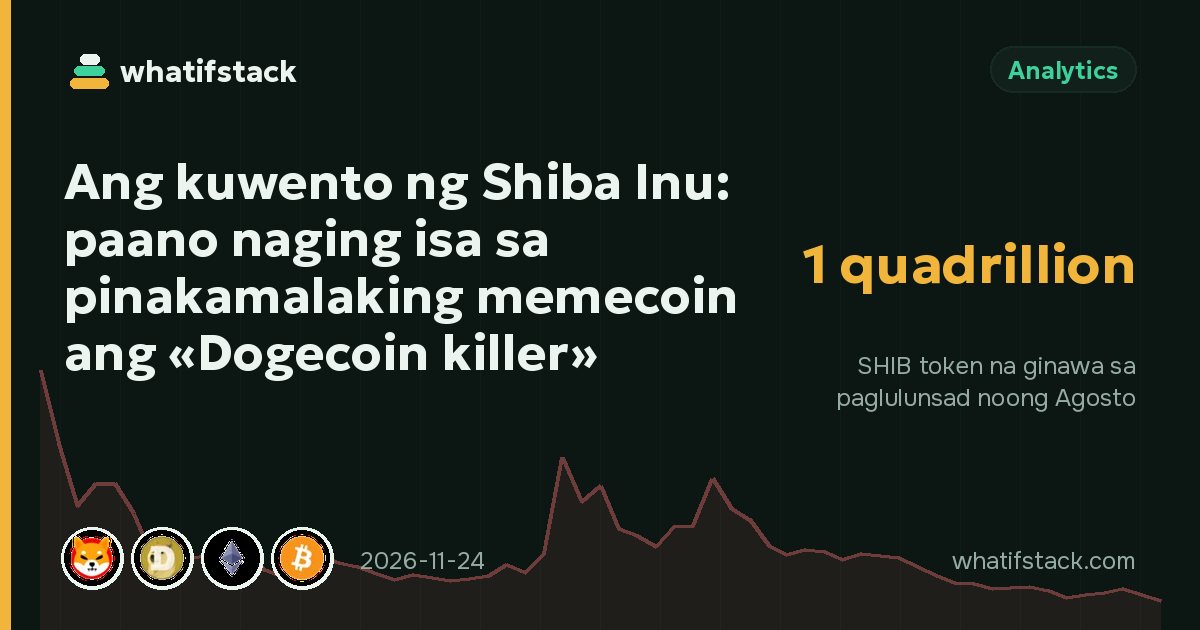 whatifstack
Analytics
Ang kuwento ng Shiba Inu:
paano naging isa sa
pinakamalaking memecoin
ang «Dogecoin killer»
1 quadrillion
SHIB token na ginawa sa
paglulunsad noong Agosto
2026-11-24
whatifstack.com